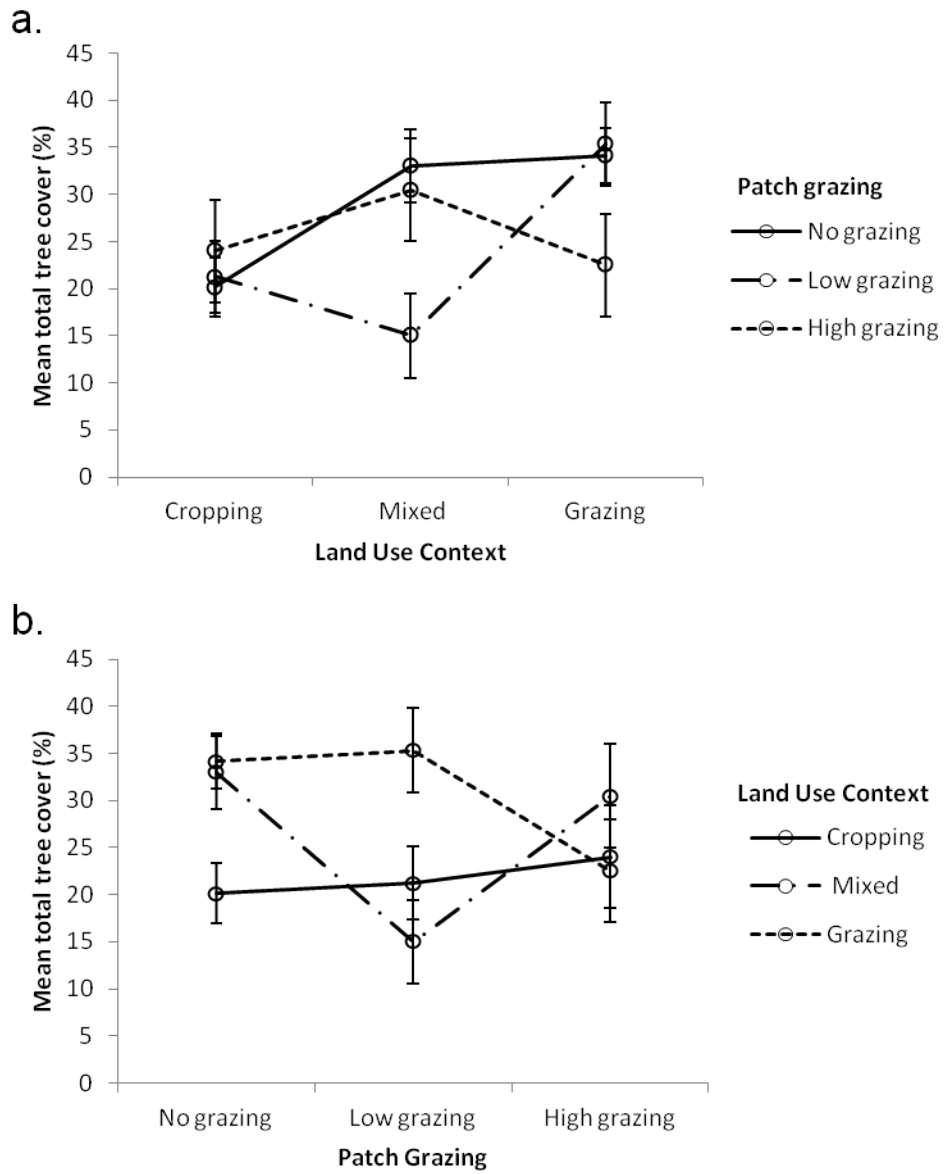 a.
45
40
35
30
25
20
15
10
5
0
Mean total tree cover (%)
Cropping Mixed Grazing
Land Use Context
Patch grazing
No grazing
Low grazing
High grazing
b.
45
40
35
30
25
20
15
10
5
0
Mean total tree cover (%)
No grazing Low grazing High grazing
Patch Grazing
Land Use Context
Cropping
Mixed
Grazing